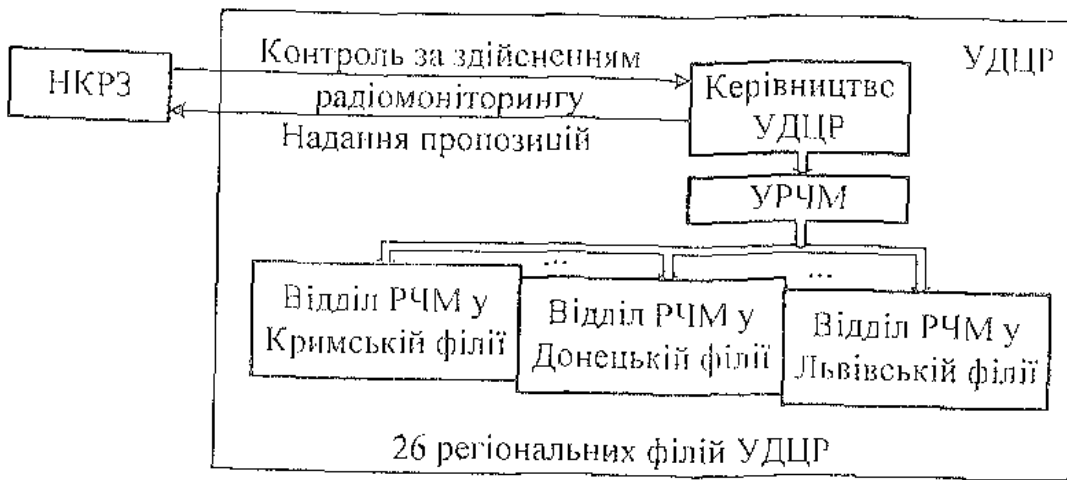 УДЦР
НКРЗ
Контроль за здійсненням
радіомоніторингу
Надання пропозицій
Керівництво
УДЦР
УРЧМ
...
...
Відділ РЧМ у
Кримській філії
Відділ РЧМ у
Донецькій філії
Відділ РЧМ у
Львівській філії
26 регіональних філій УДЦР